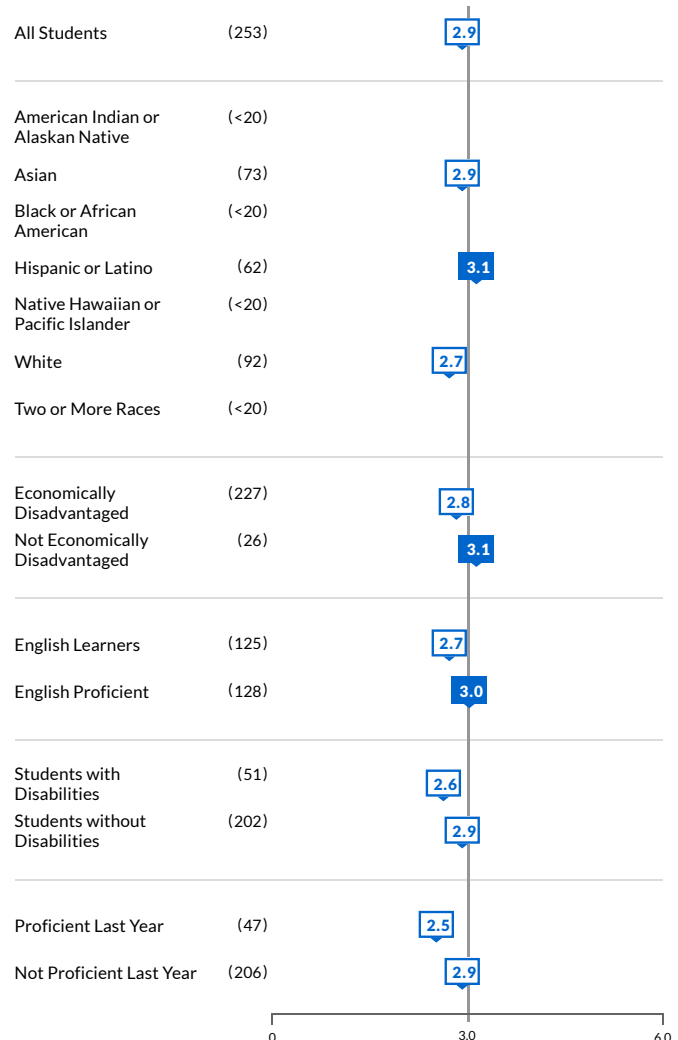 All Students (253) 2.9
American Indian or (<20)
Alaskan Native
Asian (73) 2.9
Black or African (<20)
American
Hispanic or Latino (62) 3.1
Native Hawaiian or (<20)
Pacific Islander
White (92) 2.7
Two or More Races (<20)
Economically (227) 2.8
Disadvantaged
Not Economically (26) 3.1
Disadvantaged
English Learners (125) 2.7
English Proficient (128) 3.0
Students with (51) 2.6
Disabilities
Students without (202) 2.9
Disabilities
Proficient Last Year (47) 2.5
Not Proficient Last Year (206) 2.9
0 3.0 6.0